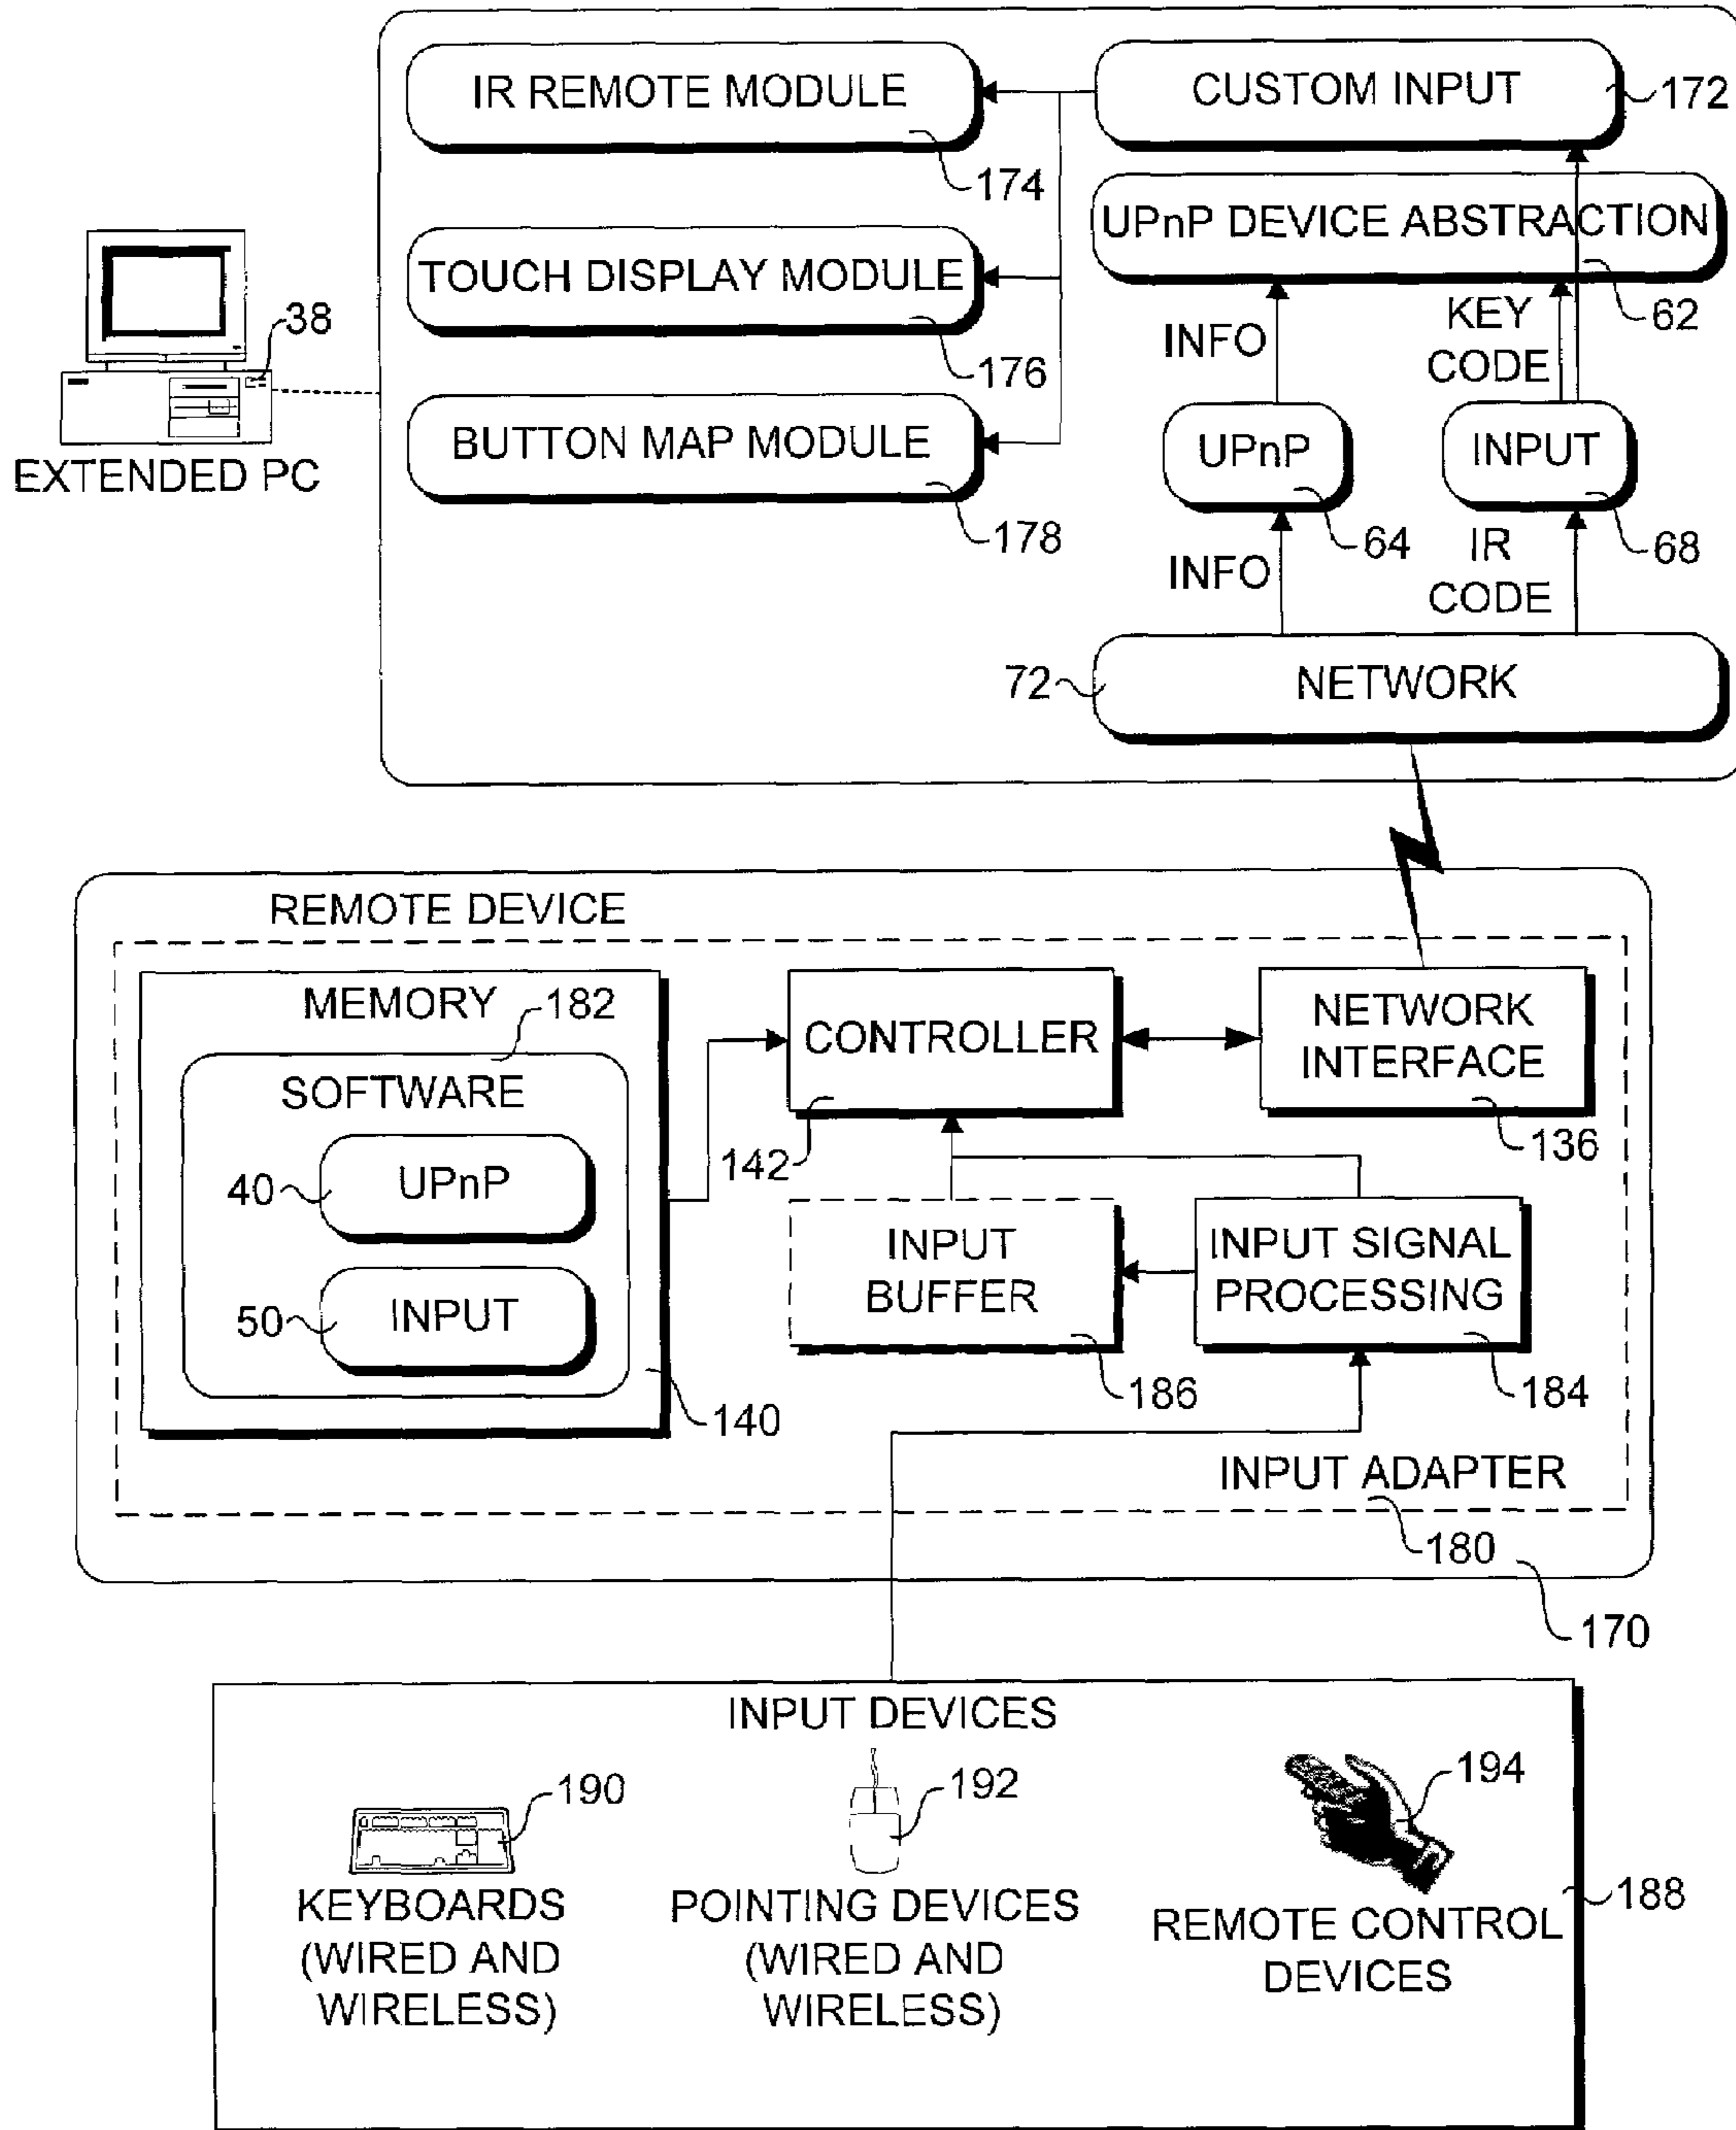 IR REMOTE MODULE
174
CUSTOM INPUT
172
UPnP DEVICE ABSTRACTION
62
TOUCH DISPLAY MODULE
176
38
EXTENDED PC
BUTTON MAP MODULE
178
INFO
KEY
CODE
UPnP
64
INPUT
68
INFO
IR
CODE
72
NETWORK
REMOTE DEVICE
MEMORY
182
SOFTWARE
40
UPnP
50
INPUT
140
CONTROLLER
142
NETWORK
INTERFACE
136
INPUT
BUFFER
186
INPUT SIGNAL
PROCESSING
184
INPUT ADAPTER
180
170
INPUT DEVICES
190
KEYBOARDS
(WIRED AND
WIRELESS)
192
POINTING DEVICES
(WIRED AND
WIRELESS)
194
REMOTE CONTROL
DEVICES
188